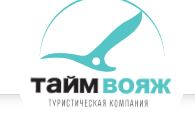 тайм вояж
ТУРИСТИЧЕСКАЯ КОМПАНИЯ